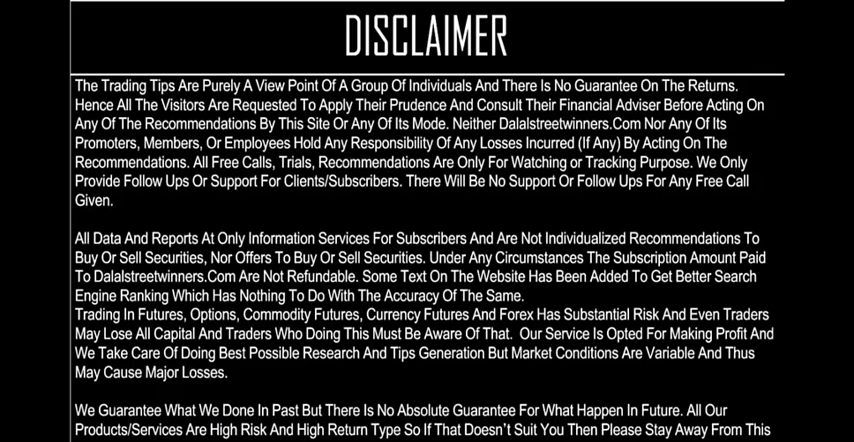 DISCLAIMER
The Trading Tips Are Purely A View Point Of A Group Of Individuals And There Is No Guarantee On The Returns.
Hence All The Visitors Are Requested To Apply Their Prudence And Consult Their Financial Adviser Before Acting On
Any Of The Recommendations By This Site Or Any Of Its Mode. Neither Dalalstreetwinners.Com Nor Any Of Its
Promoters, Members, Or Employees Hold Any Responsibility Of Any Losses Incurred (If Any) By Acting On The
Recommendations. All Free Calls, Trials, Recommendations Are Only For Watching or Tracking Purpose. We Only
Provide Follow Ups Or Support For Clients/Subscribers. There Will Be No Support Or Follow Ups For Any Free Call
Given.
All Data And Reports At Only Information Services For Subscribers And Are Not Individualized Recommendations To
Buy Or Sell Securities, Nor Offers To Buy Or Sell Securities. Under Any Circumstances The Subscription Amount Paid
To Dalalstreetwinners.Com Are Not Refundable. Some Text On The Website Has Been Added To Get Better Search
Engine Ranking Which Has Nothing To Do With The Accuracy Of The Same.
Trading In Futures, Options, Commodity Futures, Currency Futures And Forex Has Substantial Risk And Even Traders
May Lose All Capital And Traders Who Doing This Must Be Aware Of That. Our Service Is Opted For Making Profit And
We Take Care Of Doing Best Possible Research And Tips Generation But Market Conditions Are Variable And Thus
May Cause Major Losses.
We Guarantee What We Done In Past But There Is No Absolute Guarantee For What Happen In Future. All Our
Products/Services Are High Risk And High Return Type So If That Doesn't Suit You Then Please Stay Away From This